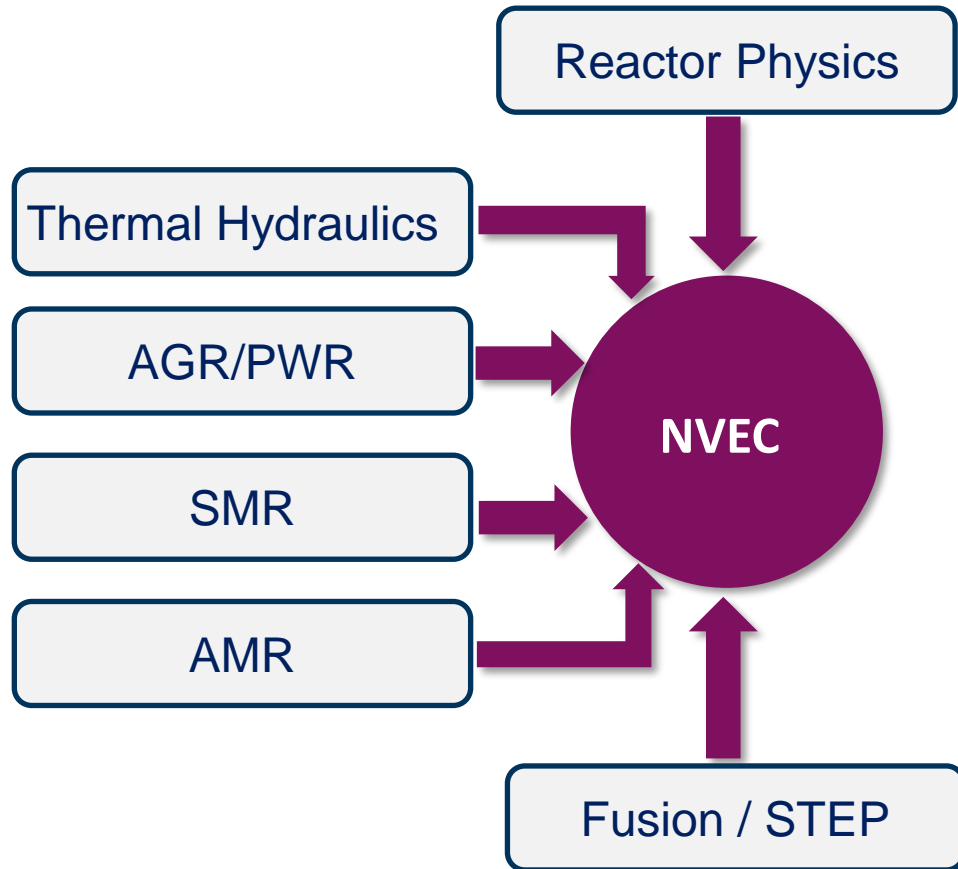 Reactor Physics
Thermal Hydraulics
AGR/PWR
NVEC
SMR
AMR
Fusion / STEP